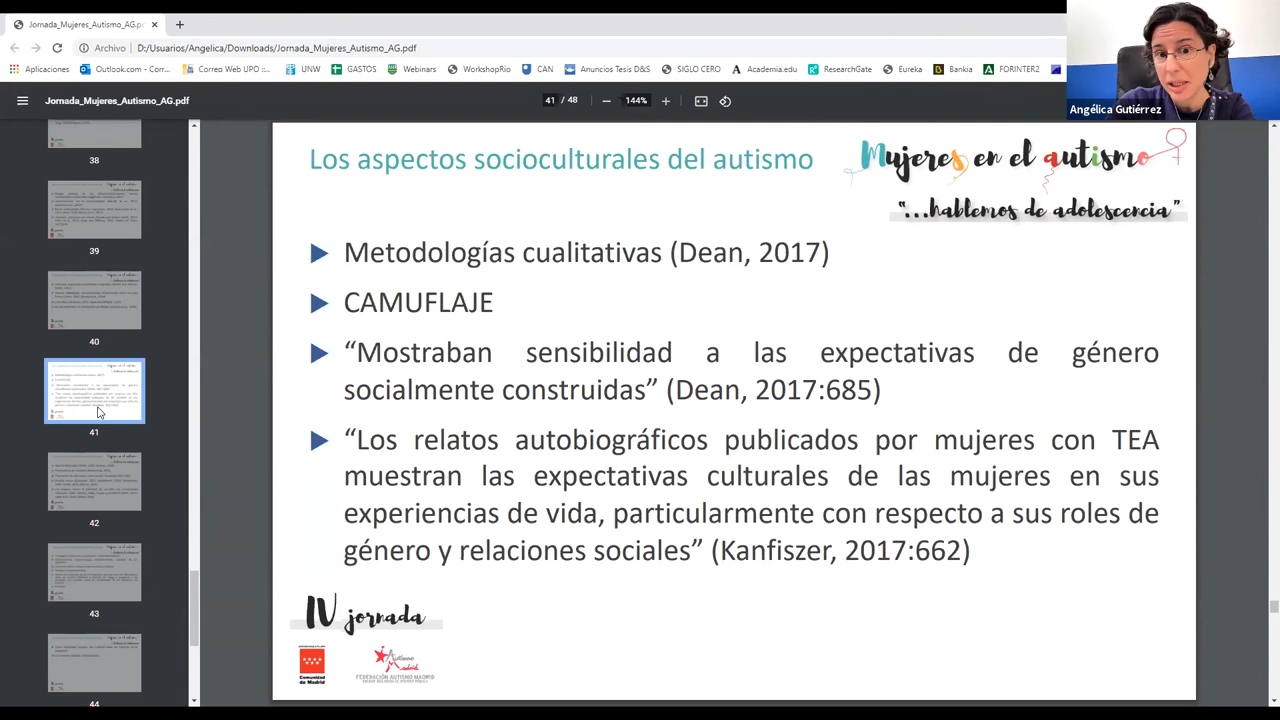 Jornada_Mujeres_Autismo_AG.pdf
Archivo D:/Usuarios/Angelica/Downloads/Jornada_Mujeres_Autismo_AG.pdf
Aplicaciones Outlook.com - Corr... Correo Web UPO ::... UNW GASTOS Webinars WorkshopRío CAN Anuncios Tesis D&S SIGLO CERO Academia.edu ResearchGate Eureka Bankia FORINTER2
Angélica Gutiérrez
Jornada_Mujeres_Autismo_AG.pdf
41 / 48
144%
38
39
40
41
42
43
44
Los aspectos socioculturales del autismo
Mujeres en el autismo
“...hablemos de adolescencia”
Metodologías cualitativas (Dean, 2017)
CAMUFLAJE
“Mostraban sensibilidad a las expectativas de género
socialmente construidas” (Dean, 2017:685)
“Los relatos autobiográficos publicados por mujeres con TEA
muestran las expectativas culturales de las mujeres en sus
experiencias de vida, particularmente con respecto a sus roles de
género y relaciones sociales” (Kanfiszer, 2017:662)
IV jornada
Comunidad
de Madrid
Autismo
Madrid
FEDERACIÓN AUTISMO MADRID